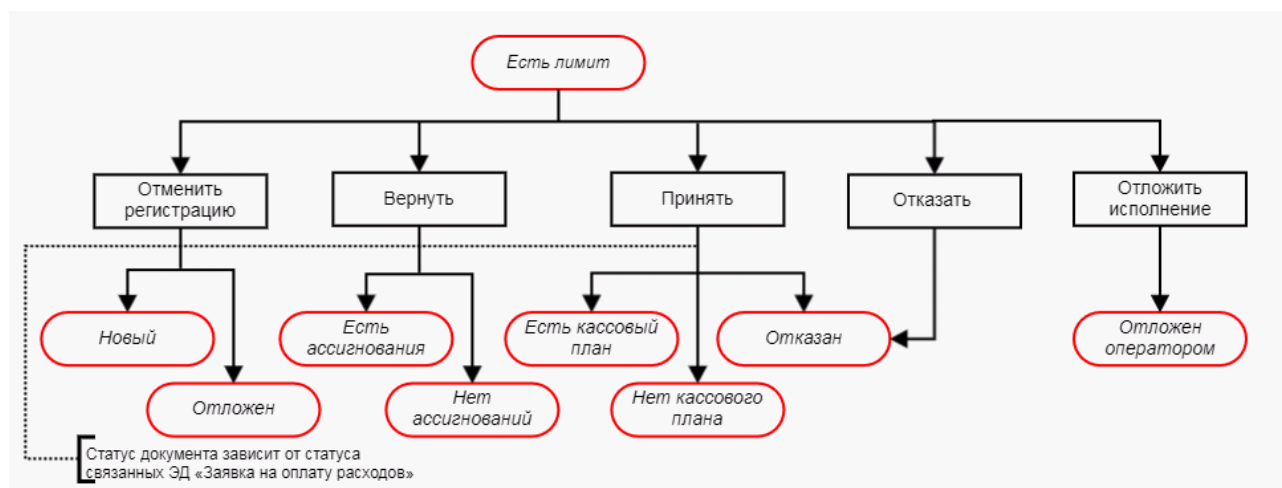 Есть лимит
Отменить
регистрацию
Вернуть
Принять
Отказать
Отложить
исполнение
Новый
Есть
ассигнования
Есть кассовый
план
Отказан
Отложен
оператором
Отложен
Нет
ассигнований
Нет кассового
плана
Статус документа зависит от статуса
связанных ЭД «Заявка на оплату расходов»